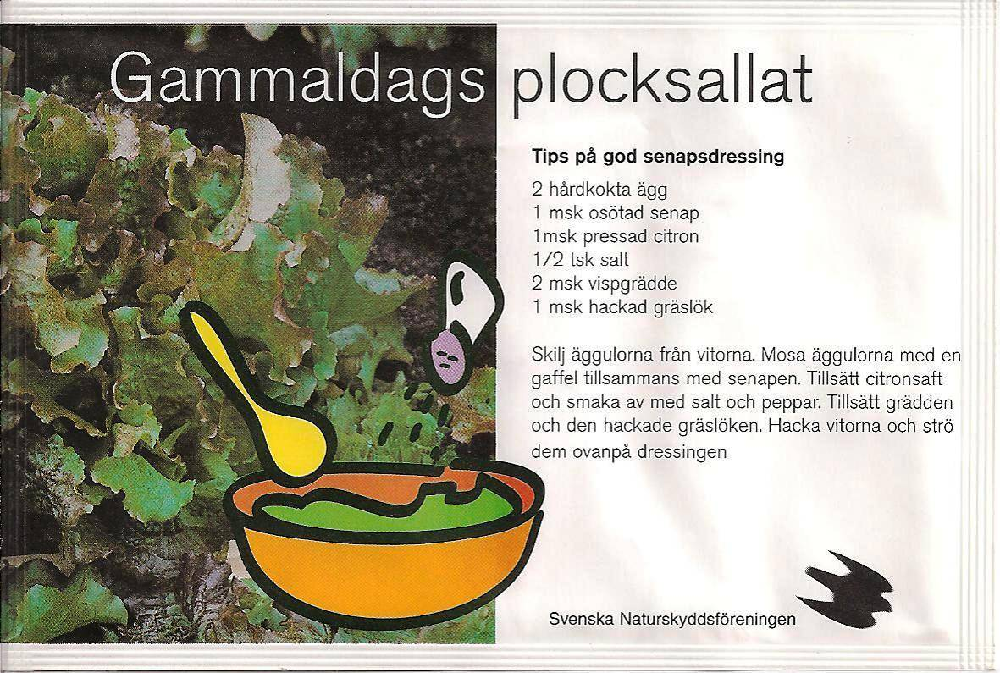 Gammaldags plocksallat
Tips på god senapsdressing
2 hårdkokta ägg
1 msk osötad senap
1msk pressad citron
1/2 tsk salt
2 msk vispgrädde
1 msk hackad gräslök
Skilj äggulorna från vitorna. Mosa äggulorna med en
gaffel tillsammans med senapen. Tillsätt citronsaft
och smaka av med salt och peppar. Tillsätt grädden
och den hackade gräslöken. Hacka vitorna och strö
dem ovanpå dressingen
Svenska Naturskyddsföreningen